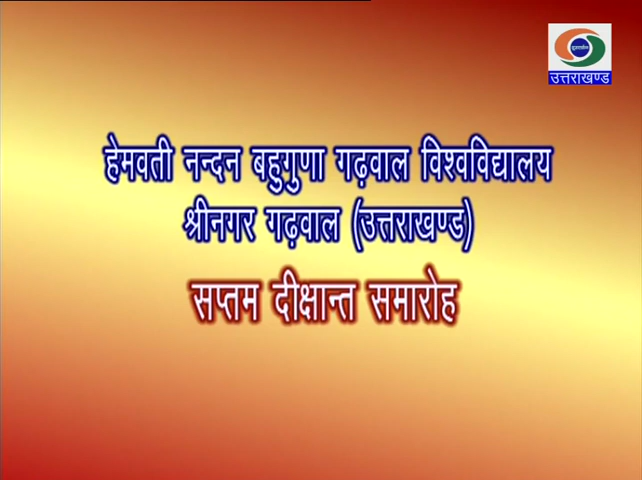 उत्तराखण्ड
हेमवती नन्दन बहुगुणा गढ़वाल विश्वविद्यालय
श्रीनगर गढ़वाल (उत्तराखण्ड)
सप्तम दीक्षान्त समारोह